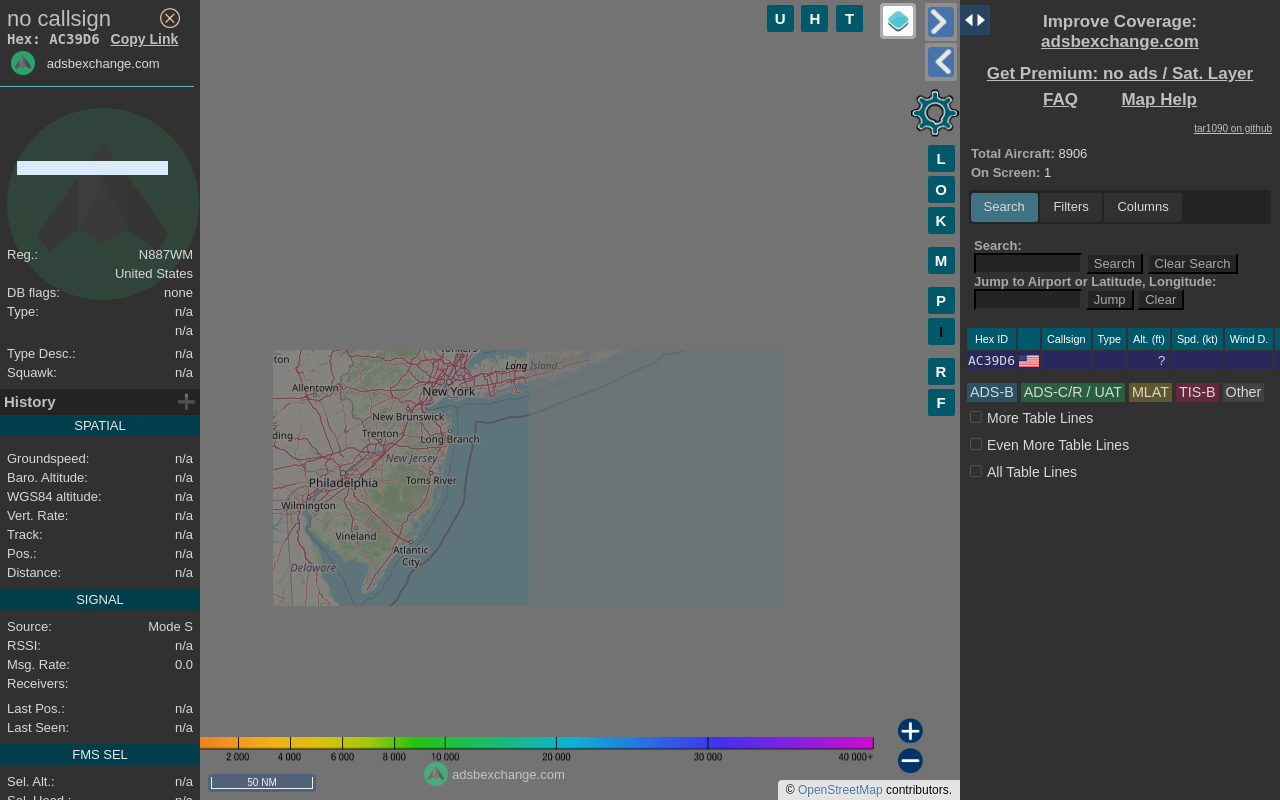 no callsign
Hex: AC39D6 Copy Link
adsbexchange.com
Reg.: N887WM
United States
DB flags: none
Type: n/a
n/a
Type Desc.: n/a
Squawk: n/a
History
SPATIAL
Groundspeed: n/a
Baro. Altitude: n/a
WGS84 altitude: n/a
Vert. Rate: n/a
Track: n/a
Pos.: n/a
Distance: n/a
SIGNAL
Source: Mode S
RSSI: n/a
Msg. Rate: 0.0
Receivers:
Last Pos.: n/a
Last Seen: n/a
FMS SEL
Sel. Alt.: n/a
U H T
L
O
K
M
P
I
R
F
ton
Long Island
Allentown
New York
New Brunswick
ding
Trenton
Long Branch
New Jersey
Philadelphia
Toms River
Wilmington
Vineland
Atlantic
City
Delaware
2 000 4 000 6 000 8 000 10 000 20 000 30 000 40 000+
50 NM
adsbexchange.com
© OpenStreetMap contributors.
Improve Coverage:
adsbexchange.com
Get Premium: no ads / Sat. Layer
FAQ Map Help
tar1090 on github
Total Aircraft: 8906
On Screen: 1
Search Filters Columns
Search:
Search Clear Search
Jump to Airport or Latitude, Longitude:
Jump Clear
Hex ID Callsign Type Alt. (ft) Spd. (kt) Wind D.
AC39D6 ?
ADS-B ADS-C/R / UAT MLAT TIS-B Other
More Table Lines
Even More Table Lines
All Table Lines